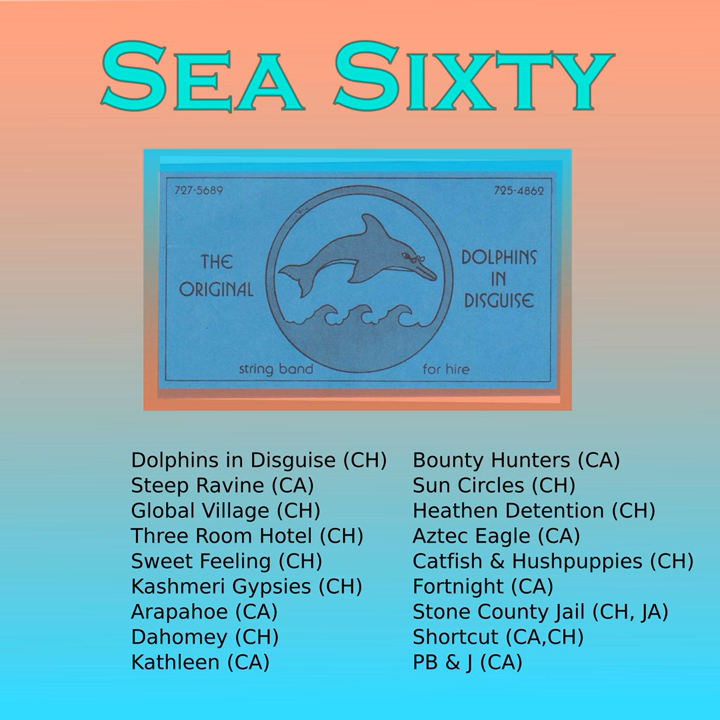 SEA SIXTY
727-5689
725-4862
THE
ORIGINAL
DOLPHINS
IN
DISGUISE
string band
for hire
Dolphins in Disguise (CH)
Steep Ravine (CA)
Global Village (CH)
Three Room Hotel (CH)
Sweet Feeling (CH)
Kashmeri Gypsies (CH)
Arapahoe (CA)
Dahomey (CH)
Kathleen (CA)
Bounty Hunters (CA)
Sun Circles (CH)
Heathen Detention (CH)
Aztec Eagle (CA)
Catfish & Hushpuppies (CH)
Fortnight (CA)
Stone County Jail (CH, JA)
Shortcut (CA,CH)
PB & J (CA)